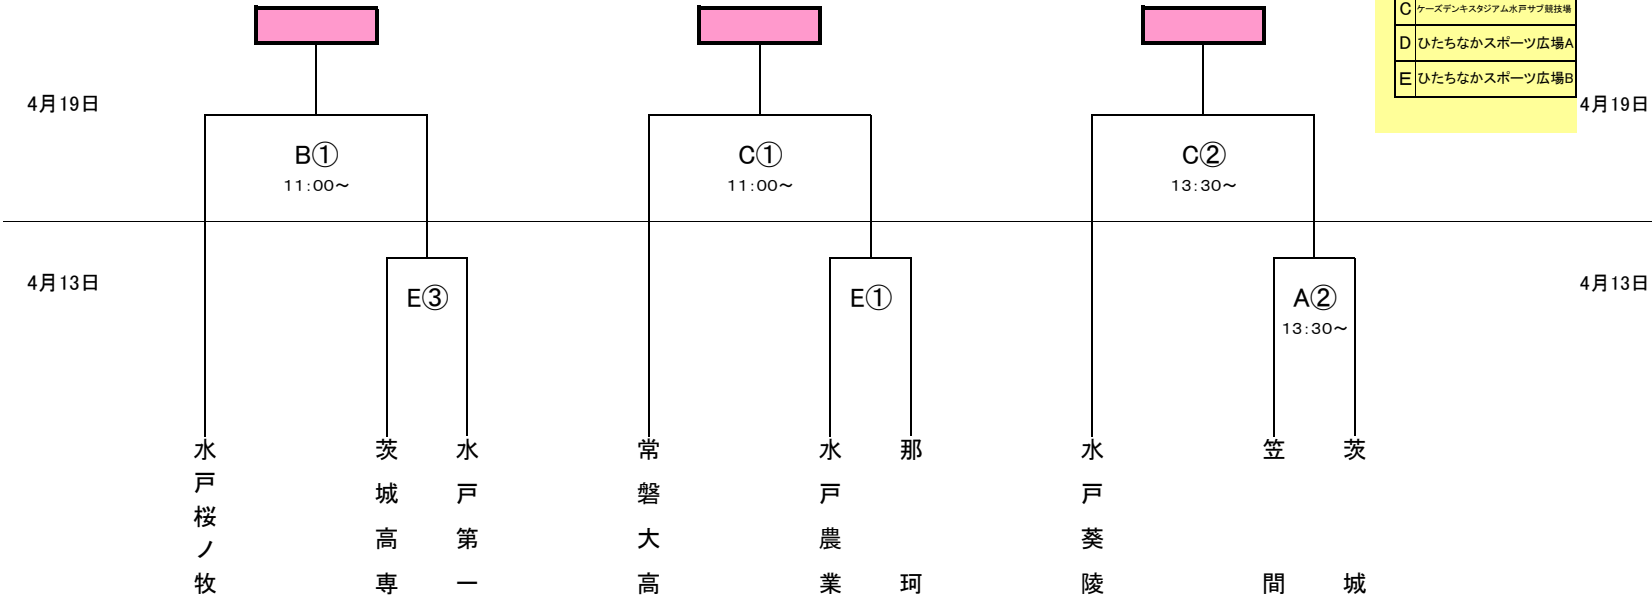 C ケーズデンキスタジアム水戸サブ競技場
D ひたちなかスポーツ広場A
E ひたちなかスポーツ広場B
4月19日
4月19日
B①
11:00～
C①
11:00～
C②
13:30～
4月13日
4月13日
E③
E①
A②
13:30～
水戸桜ノ牧
茨城高専
水戸第一
常磐大高
水戸農業
那珂
水戸葵陵
笠間
茨城